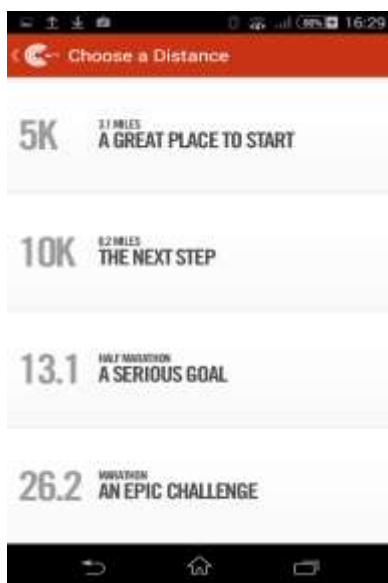 16:29
Choose a Distance
5K
3.1 MILES
A GREAT PLACE TO START
10K
6.2 MILES
THE NEXT STEP
13.1
HALF MARATHON
A SERIOUS GOAL
26.2
MARATHON
AN EPIC CHALLENGE